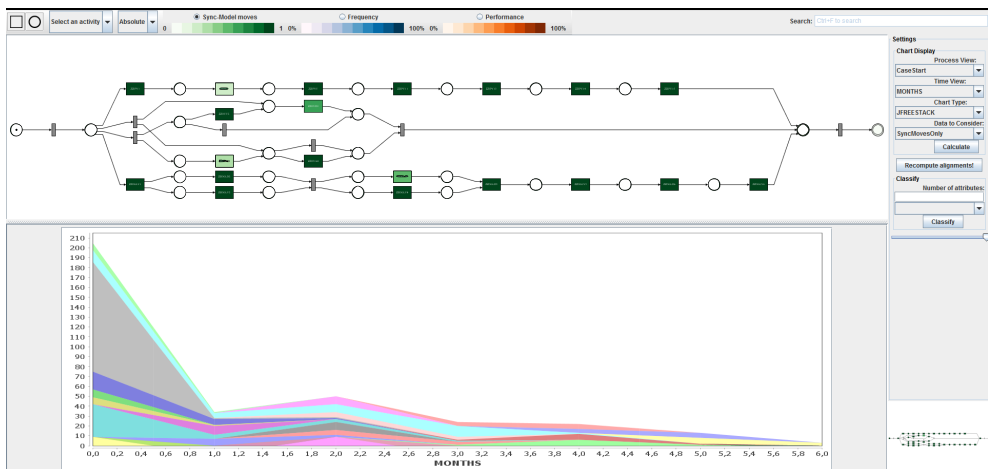 Select an activity
Absolute
Sync-Model moves
Frequency
Performance
0
1 0%
100% 0%
100%
Search: Ctrl+F to search
Settings
Chart Display
Process View:
CaseStart
Time View:
MONTHS
Chart Type:
JFREESTACK
Data to Consider:
SyncMovesOnly
Calculate
Recompute alignments!
Classify
Number of attributes:
Classify
210
200
190
180
170
160
150
140
130
120
110
100
90
80
70
60
50
40
30
20
10
0
0,0 0,2 0,4 0,6 0,8 1,0 1,2 1,4 1,6 1,8 2,0 2,2 2,4 2,6 2,8 3,0 3,2 3,4 3,6 3,8 4,0 4,2 4,4 4,6 4,8 5,0 5,2 5,4 5,6 5,8 6,0
MONTHS